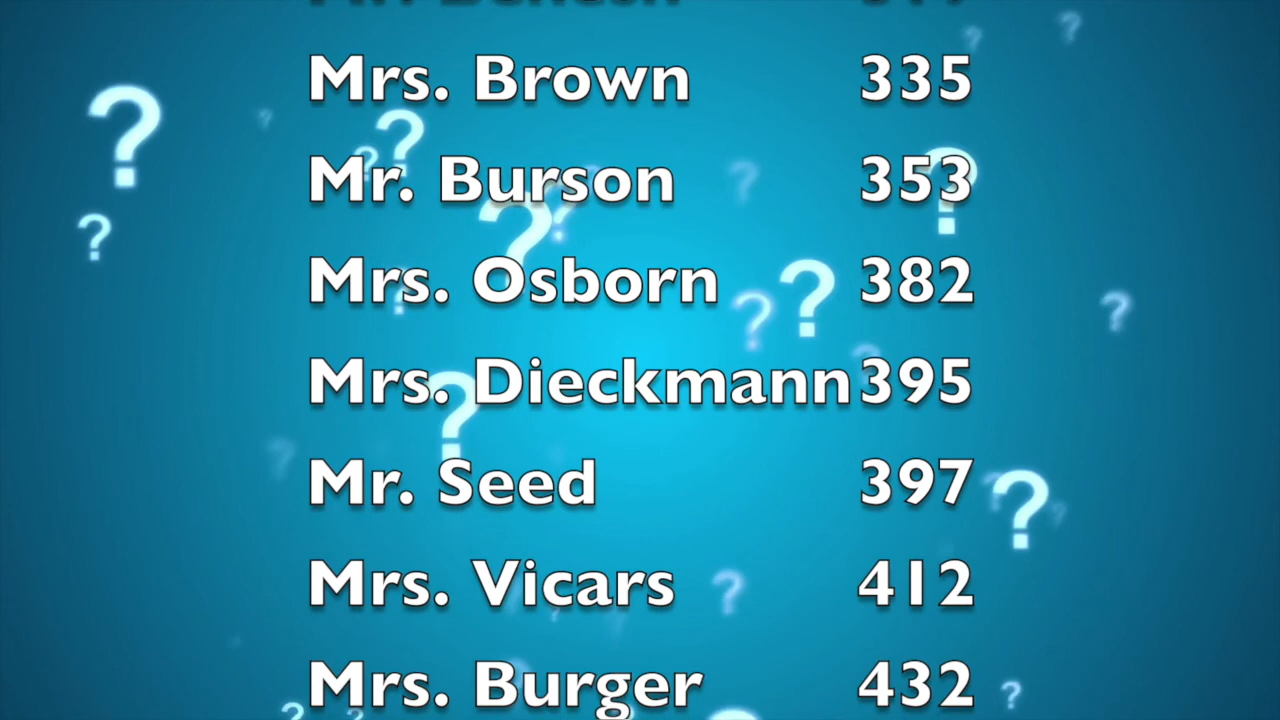 Mrs. Brown 335
Mr. Burson 353
Mrs. Osborn 382
Mrs. Dieckmann 395
Mr. Seed 397
Mrs. Vicars 412
Mrs. Burger 432